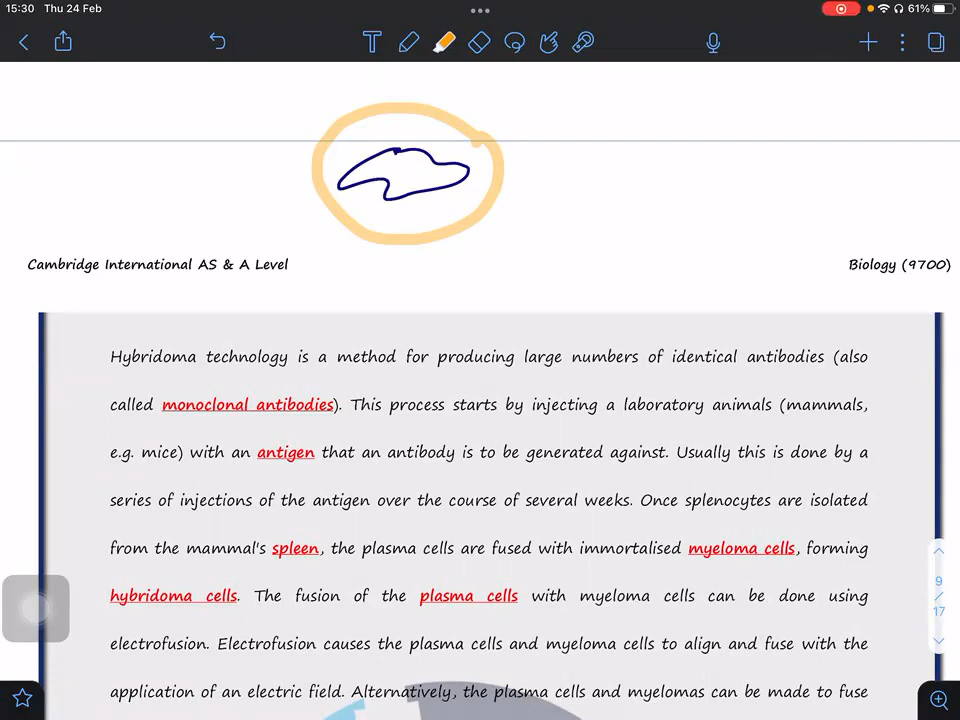 15:30 Thu 24 Feb
61%
Cambridge International AS & A Level
Biology (9700)
Hybridoma technology is a method for producing large numbers of identical antibodies (also
called monoclonal antibodies). This process starts by injecting a laboratory animals (mammals,
e.g. mice) with an antigen that an antibody is to be generated against. Usually this is done by a
series of injections of the antigen over the course of several weeks. Once splenocytes are isolated
from the mammal's spleen, the plasma cells are fused with immortalised myeloma cells, forming
hybridoma cells. The fusion of the plasma cells with myeloma cells can be done using
electrofusion. Electrofusion causes the plasma cells and myeloma cells to align and fuse with the
application of an electric field. Alternatively, the plasma cells and myelomas can be made to fuse
9
/
17